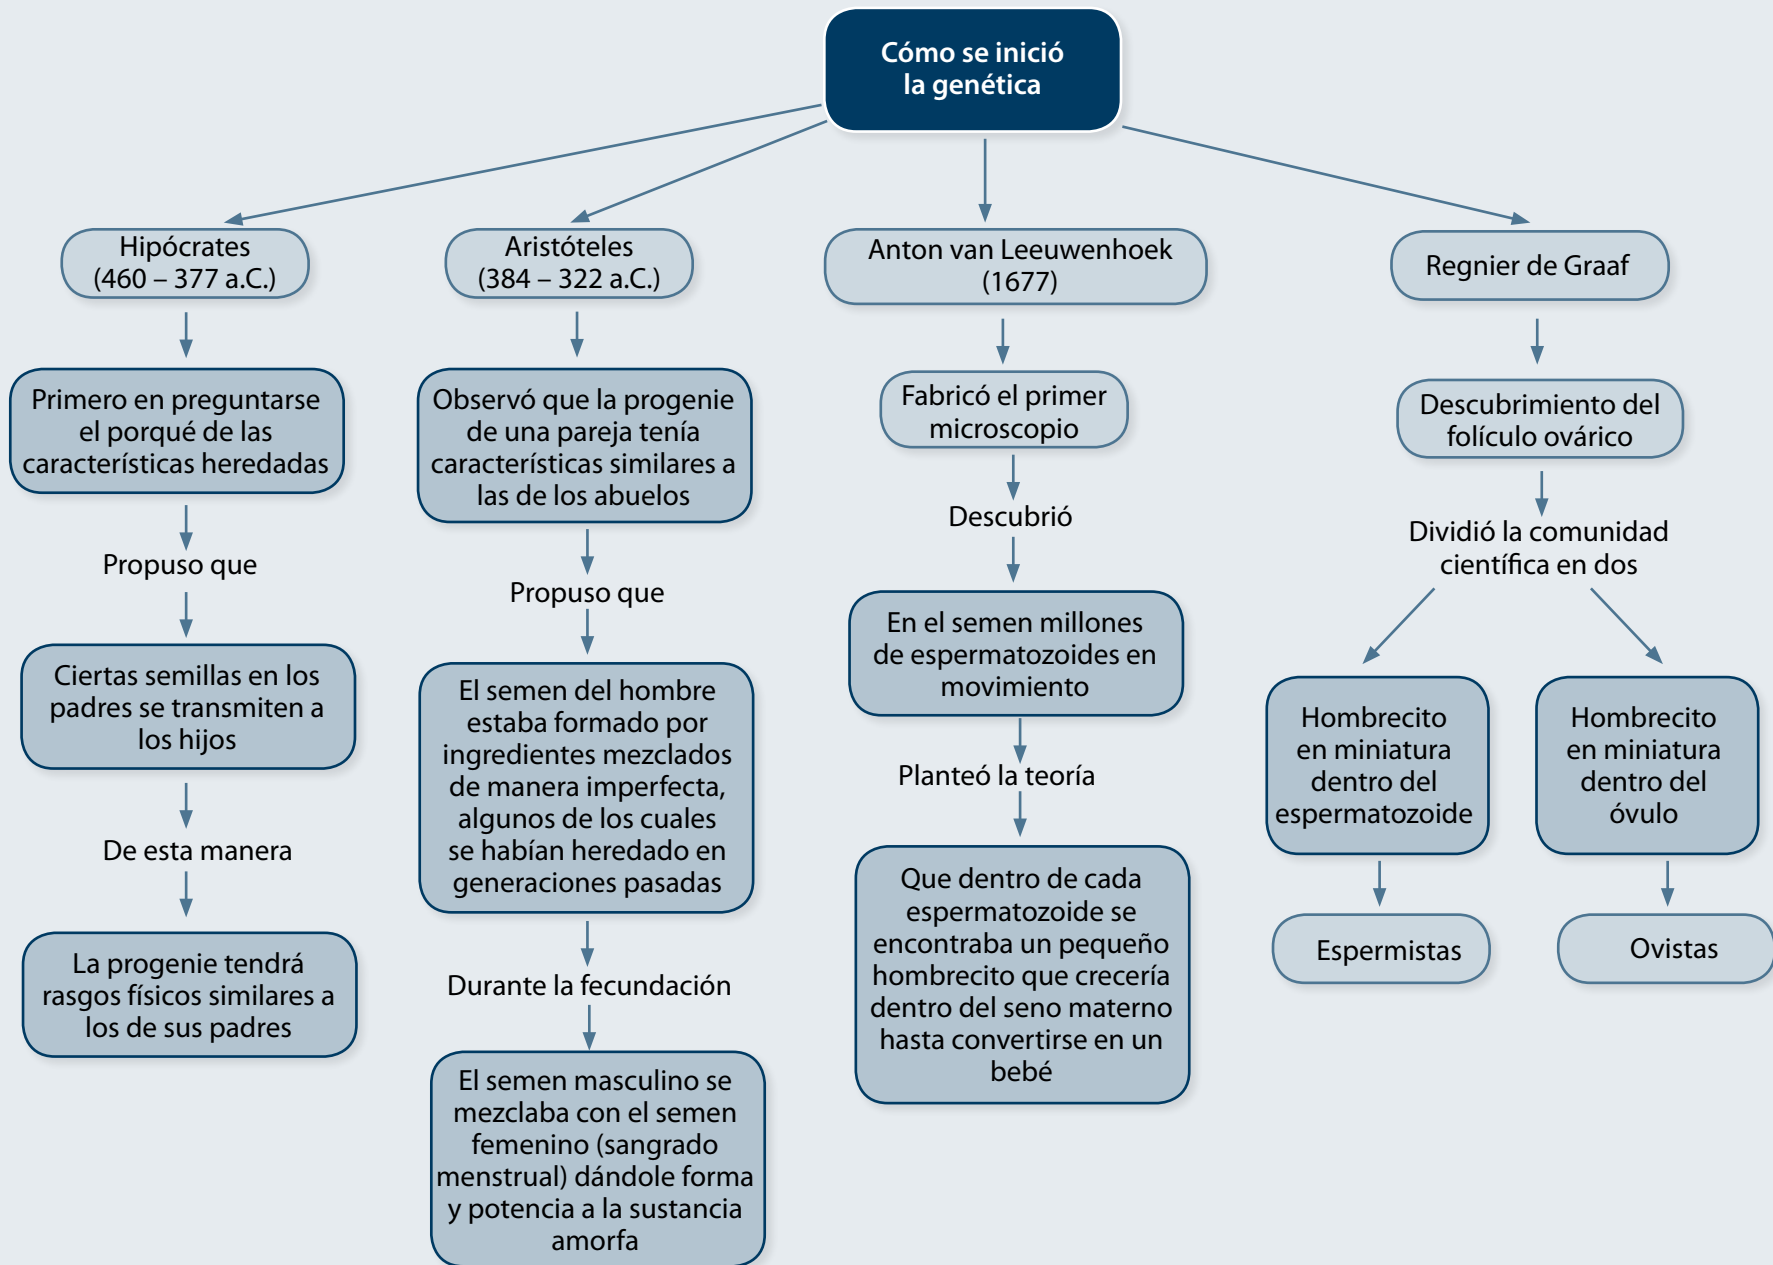 Cómo se inició
la genética
Hipócrates
(460 – 377 a.C.)
Primero en preguntarse
el porqué de las
características heredadas
Propuso que
Ciertas semillas en los
padres se transmiten a
los hijos
De esta manera
La progenie tendrá
rasgos físicos similares a
los de sus padres
Aristóteles
(384 – 322 a.C.)
Observó que la progenie
de una pareja tenía
características similares a
las de los abuelos
Propuso que
El semen del hombre
estaba formado por
ingredientes mezclados
de manera imperfecta,
algunos de los cuales
se habían heredado en
generaciones pasadas
Durante la fecundación
El semen masculino se
mezclaba con el semen
femenino (sangrado
menstrual) dándole forma
y potencia a la sustancia
amorfa
Anton van Leeuwenhoek
(1677)
Fabricó el primer
microscopio
Descubrió
En el semen millones
de espermatozoides en
movimiento
Planteó la teoría
Que dentro de cada
espermatozoide se
encontraba un pequeño
hombrecito que crecería
dentro del seno materno
hasta convertirse en un
bebé
Regnier de Graaf
Descubrimiento del
folículo ovárico
Dividió la comunidad
científica en dos
Hombrecito
en miniatura
dentro del
espermatozoide
Espermistas
Hombrecito
en miniatura
dentro del
óvulo
Ovistas